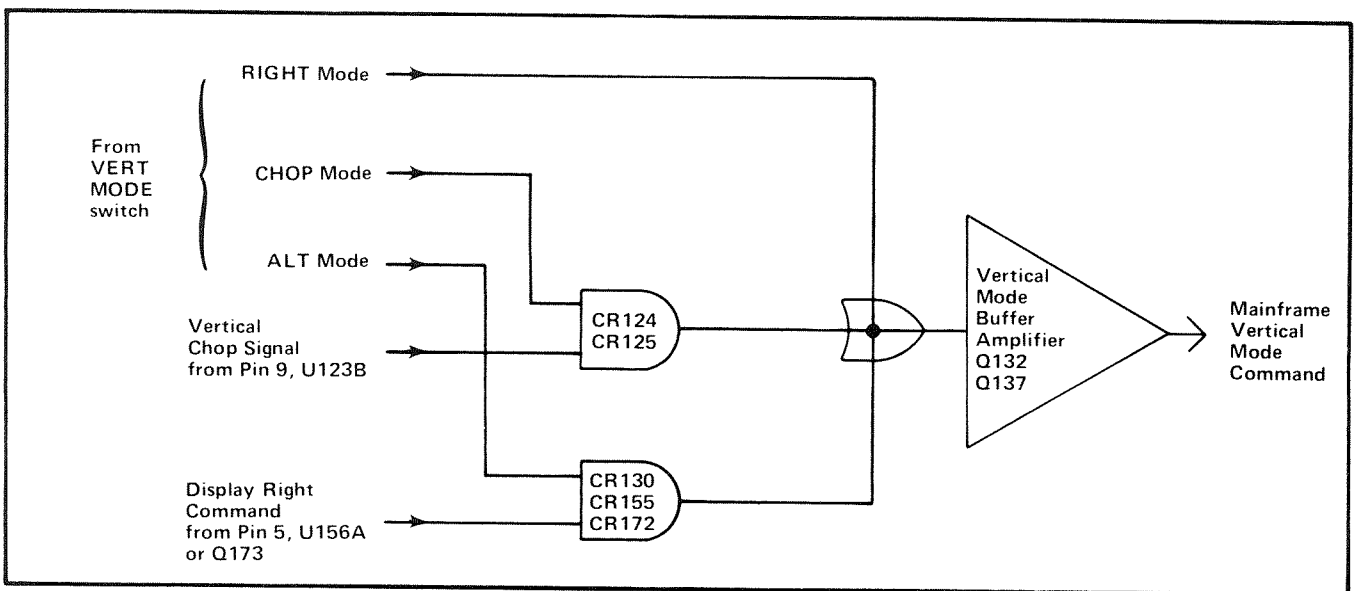 RIGHT Mode
From
VERT
MODE
switch
CHOP Mode
ALT Mode
Vertical
Chop Signal
from Pin 9, U123B
Display Right
Command
from Pin 5, U156A
or Q173
CR124
CR125
CR130
CR155
CR172
Vertical
Mode
Buffer
Amplifier
Q132
Q137
Mainframe
Vertical
Mode
Command